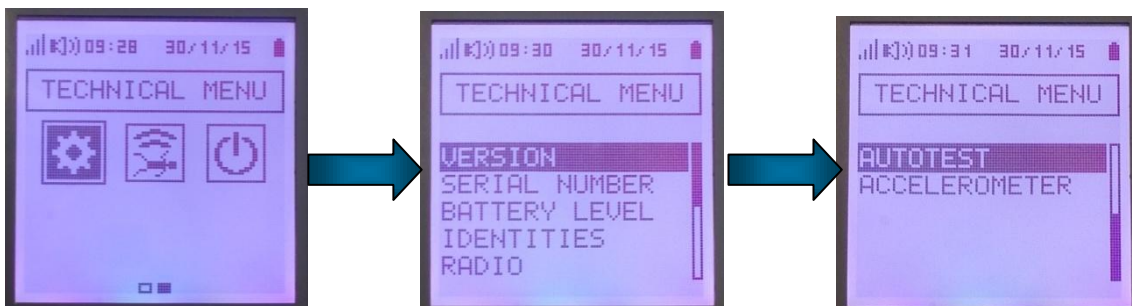 09:28 30/11/15
TECHNICAL MENU
09:30 30/11/15
TECHNICAL MENU
VERSION
SERIAL NUMBER
BATTERY LEVEL
IDENTITIES
RADIO
09:31 30/11/15
TECHNICAL MENU
AUTOTEST
ACCELEROMETER